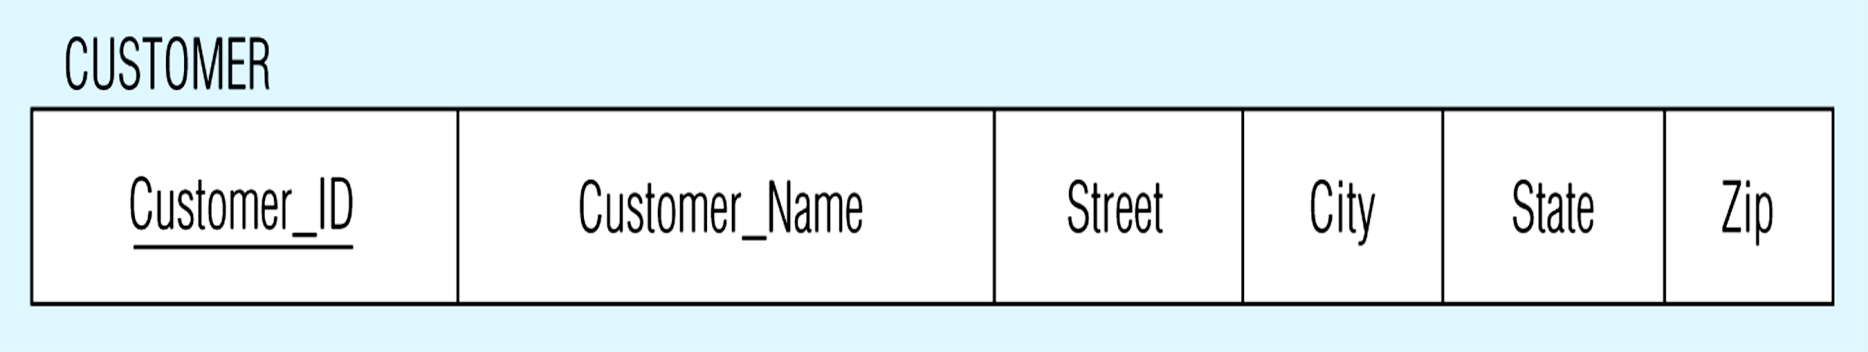 CUSTOMER
Customer_ID Customer_Name Street City State Zip